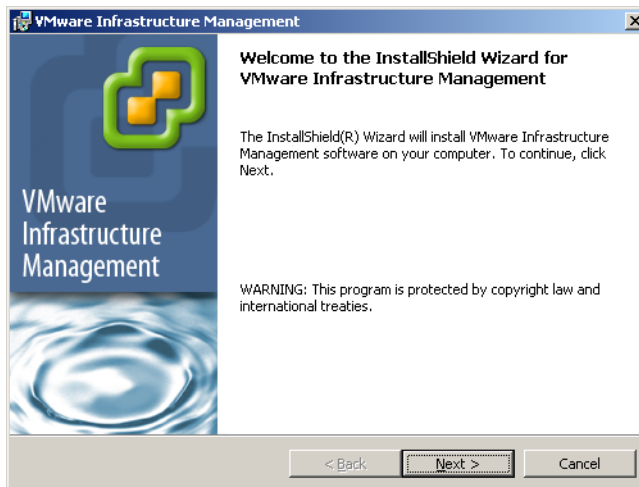 VMware Infrastructure Management
Welcome to the InstallShield Wizard for
VMware Infrastructure Management
The InstallShield(R) Wizard will install VMware Infrastructure
Management software on your computer. To continue, click
Next.
VMware
Infrastructure
Management
WARNING: This program is protected by copyright law and
international treaties.
< Back
Next >
Cancel